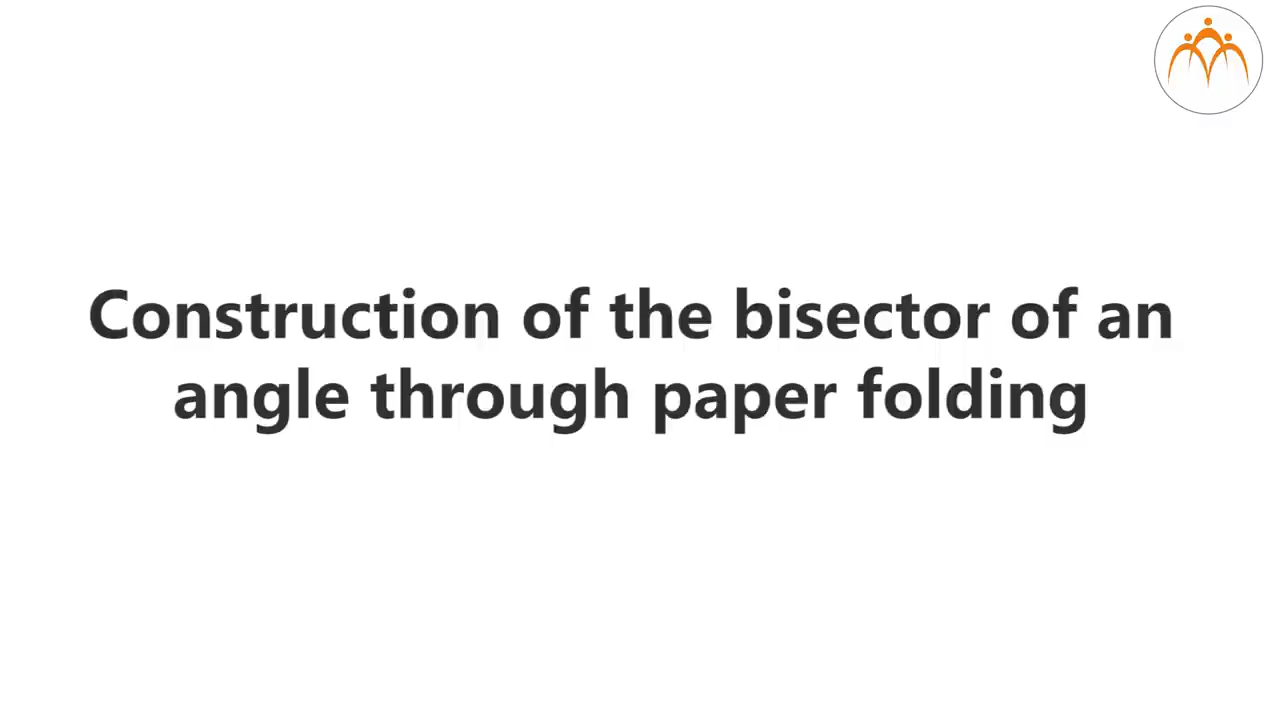 Construction of the bisector of an
angle through paper folding